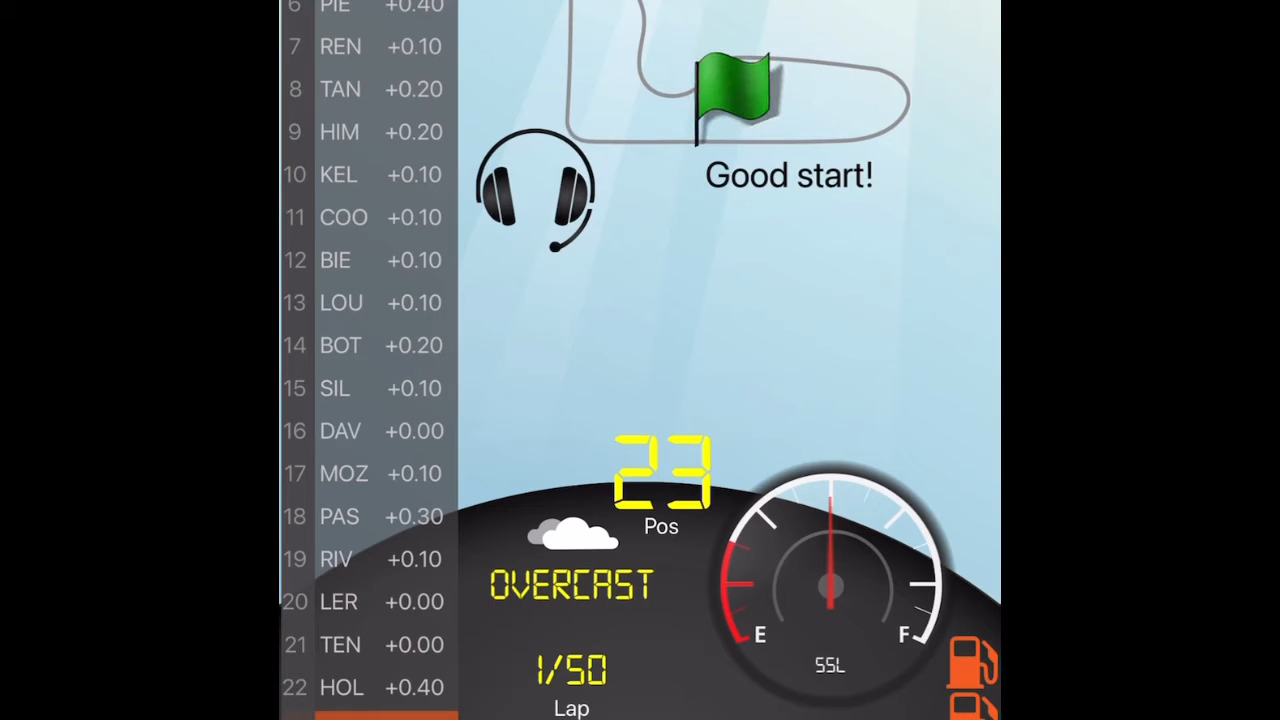 6 PIE +0.40
7 REN +0.10
8 TAN +0.20
9 HIM +0.20
10 KEL +0.10
11 COO +0.10
12 BIE +0.10
13 LOU +0.10
14 BOT +0.20
15 SIL +0.10
16 DAV +0.00
17 MOZ +0.10
18 PAS +0.30
19 RIV +0.10
20 LER +0.00
21 TEN +0.00
22 HOL +0.40
Good start!
23
Pos
OVERCAST
1/50
Lap
E F
55L